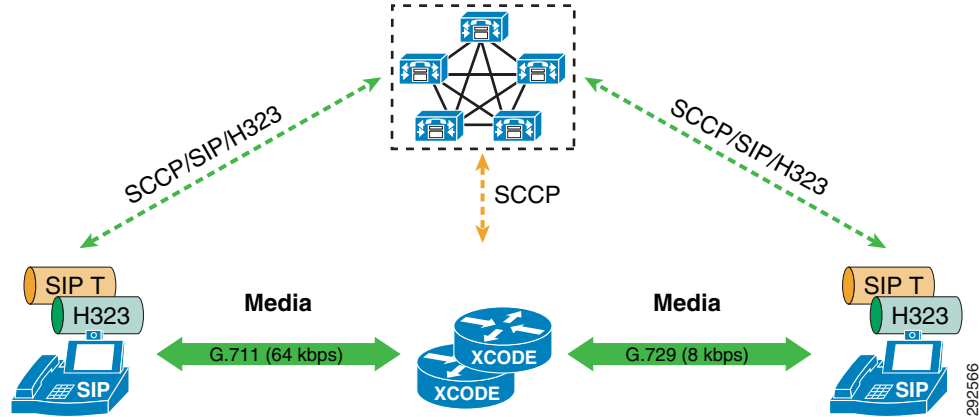 SCCP/SIP/H323
SCCP/SIP/H323
SCCP
SIP T
H323
SIP
Media
G.711 (64 kbps)
XCODE
XCODE
Media
G.729 (8 kbps)
SIP T
H323
SIP
292566